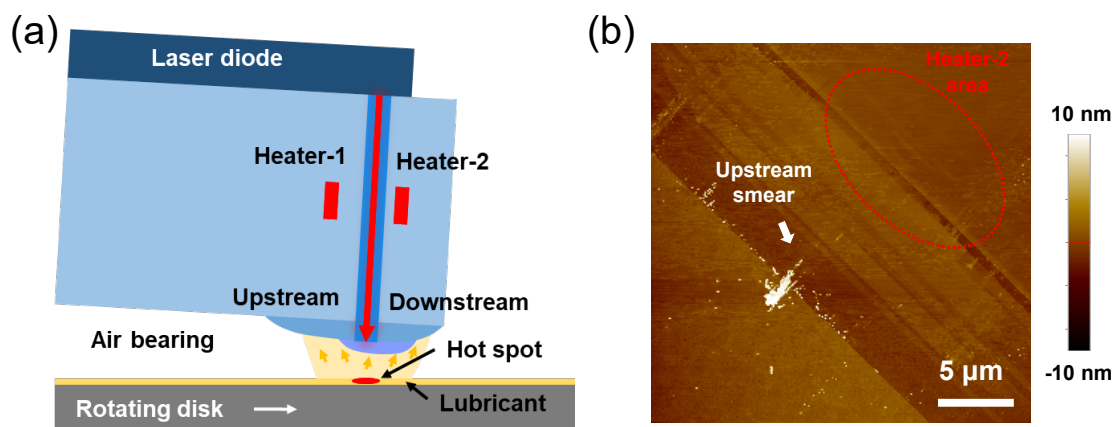 (a)
Laser diode
Heater-1
Heater-2
Upstream
Downstream
Air bearing
Hot spot
Rotating disk
Lubricant
(b)
Heater-2
area
Upstream
smear
5 µm
10 nm
-10 nm